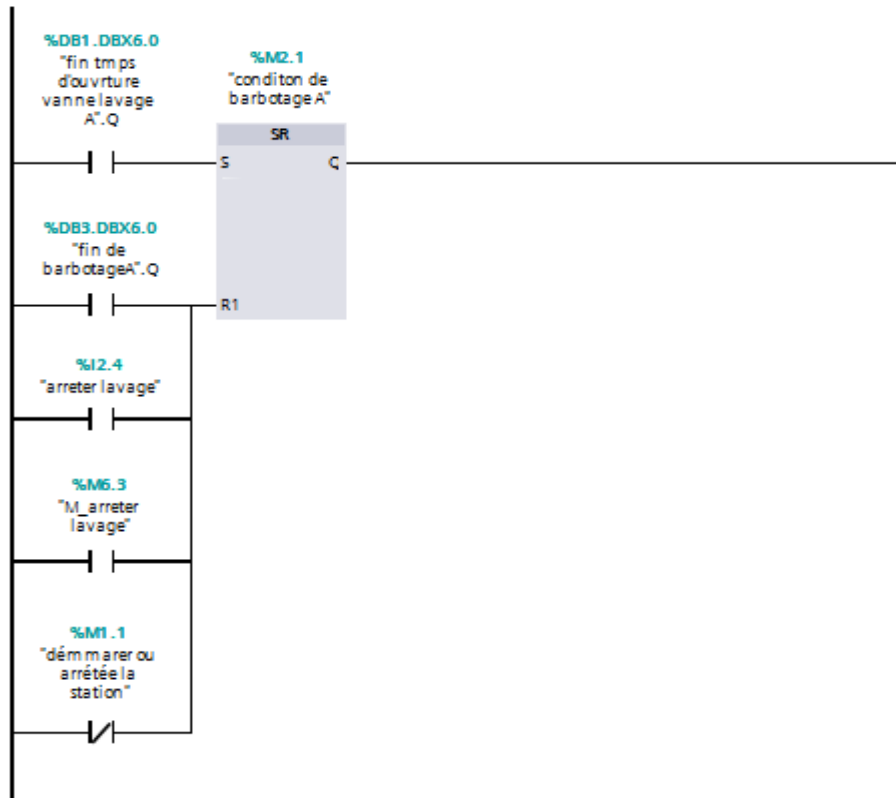 %DB1.DBX6.0
"fin tmps
d'ouvrture
vanne lavage
A".Q
%M2.1
"conditon de
barbotage A"
SR
S
Q
%DB3.DBX6.0
"fin de
barbotageA".Q
R1
%I2.4
"arreter lavage"
%M6.3
"M_arreter
lavage"
%M1.1
"démmarer ou
arrétée la
station"